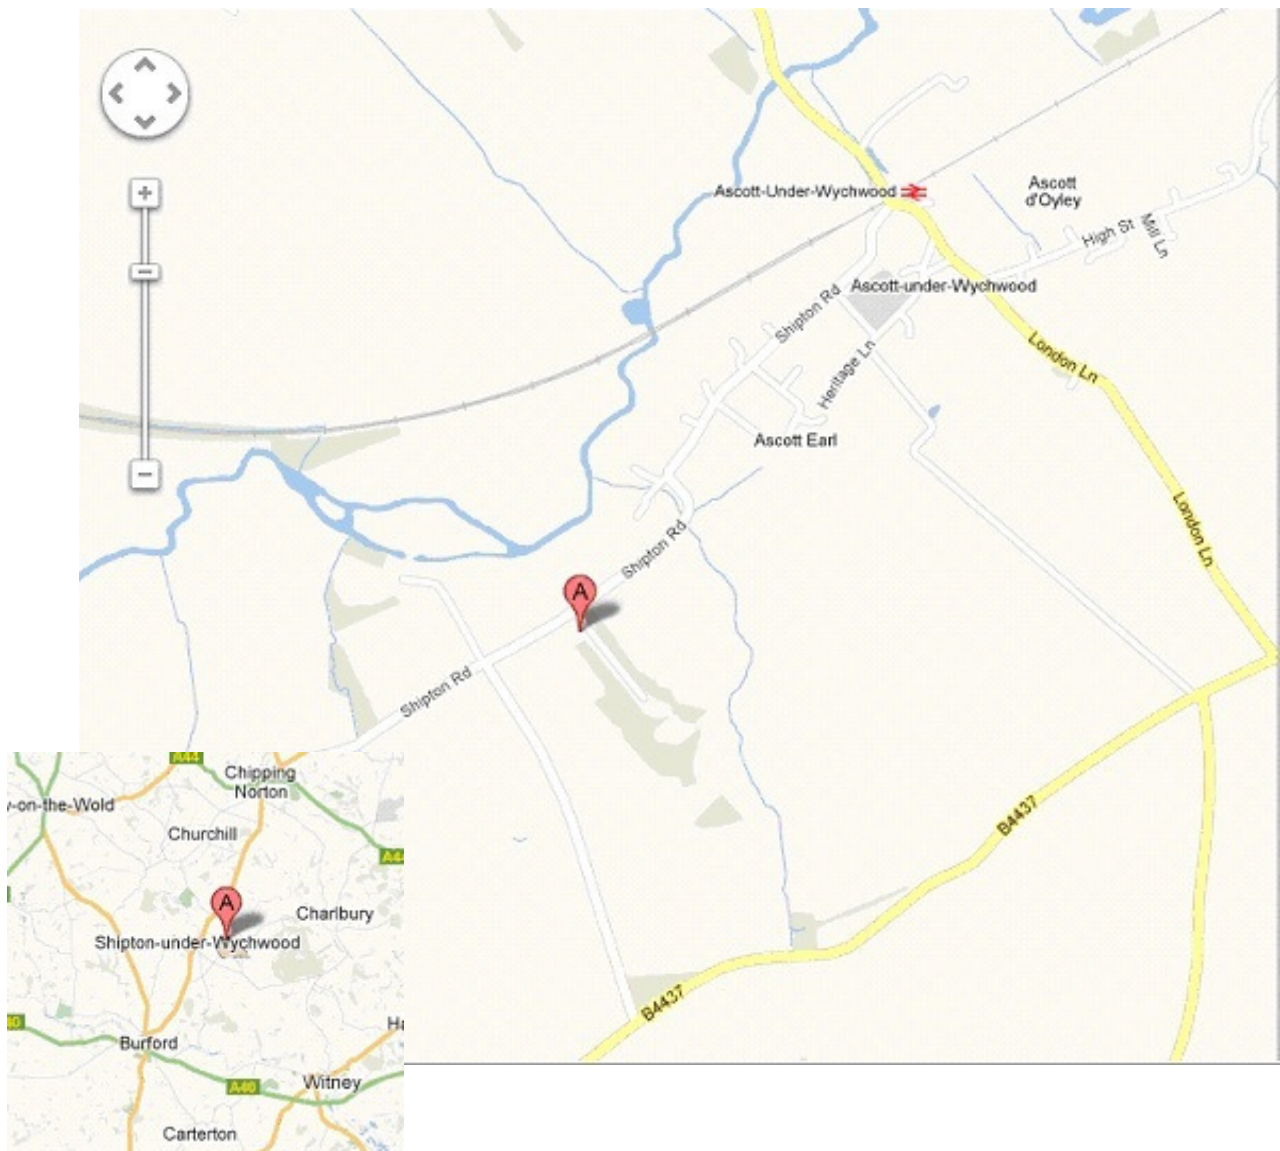 Ascott-Under-Wychwood
Ascott
d'Oyley
High St
Mill Ln
Ascott-under-Wychwood
Shipton Rd
London Ln
Heritage Ln
Ascott Earl
London Ln
Shipton Rd
A
Shipton Rd
B4437
B4437
A44
Chipping
Norton
-on-the-Wold
Churchill
A4
A
Charlbury
Shipton-under-Wychwood
Burford
A40
Witney
Carterton